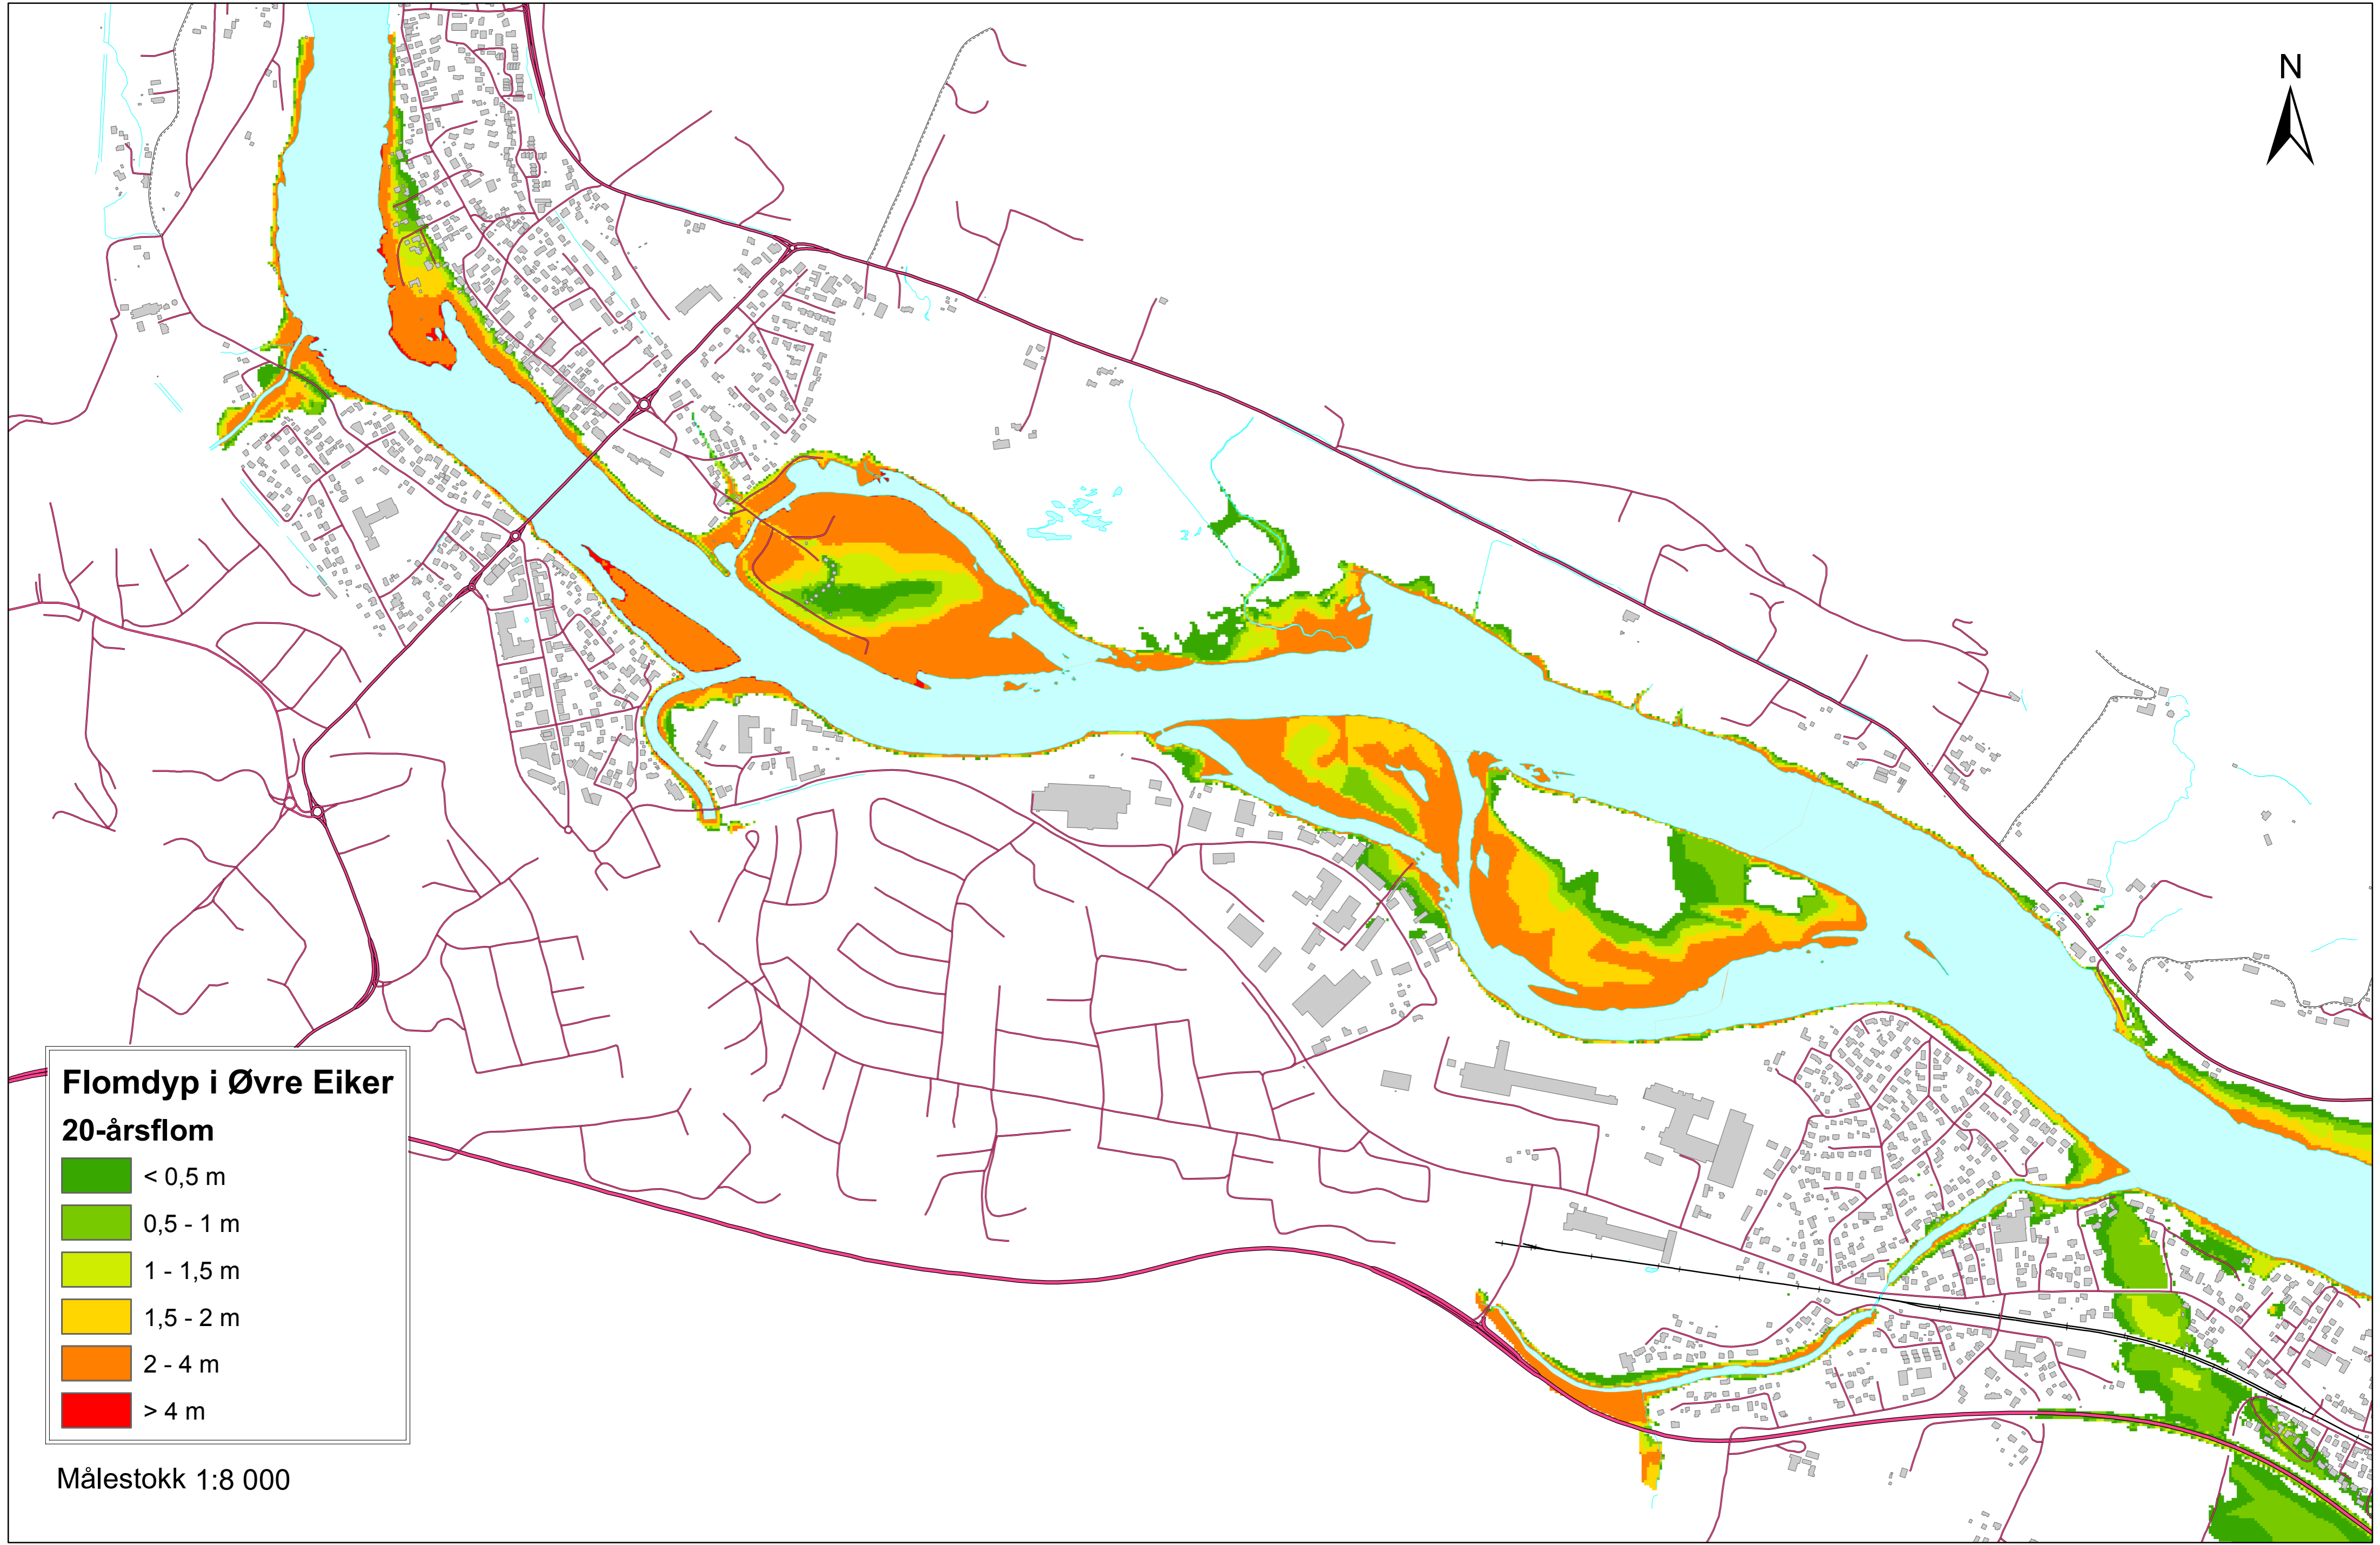 N
Flomdyp i Øvre Eiker
20-årsflom
< 0,5 m
0,5 - 1 m
1 - 1,5 m
1,5 - 2 m
2 - 4 m
> 4 m
Målestokk 1:8 000